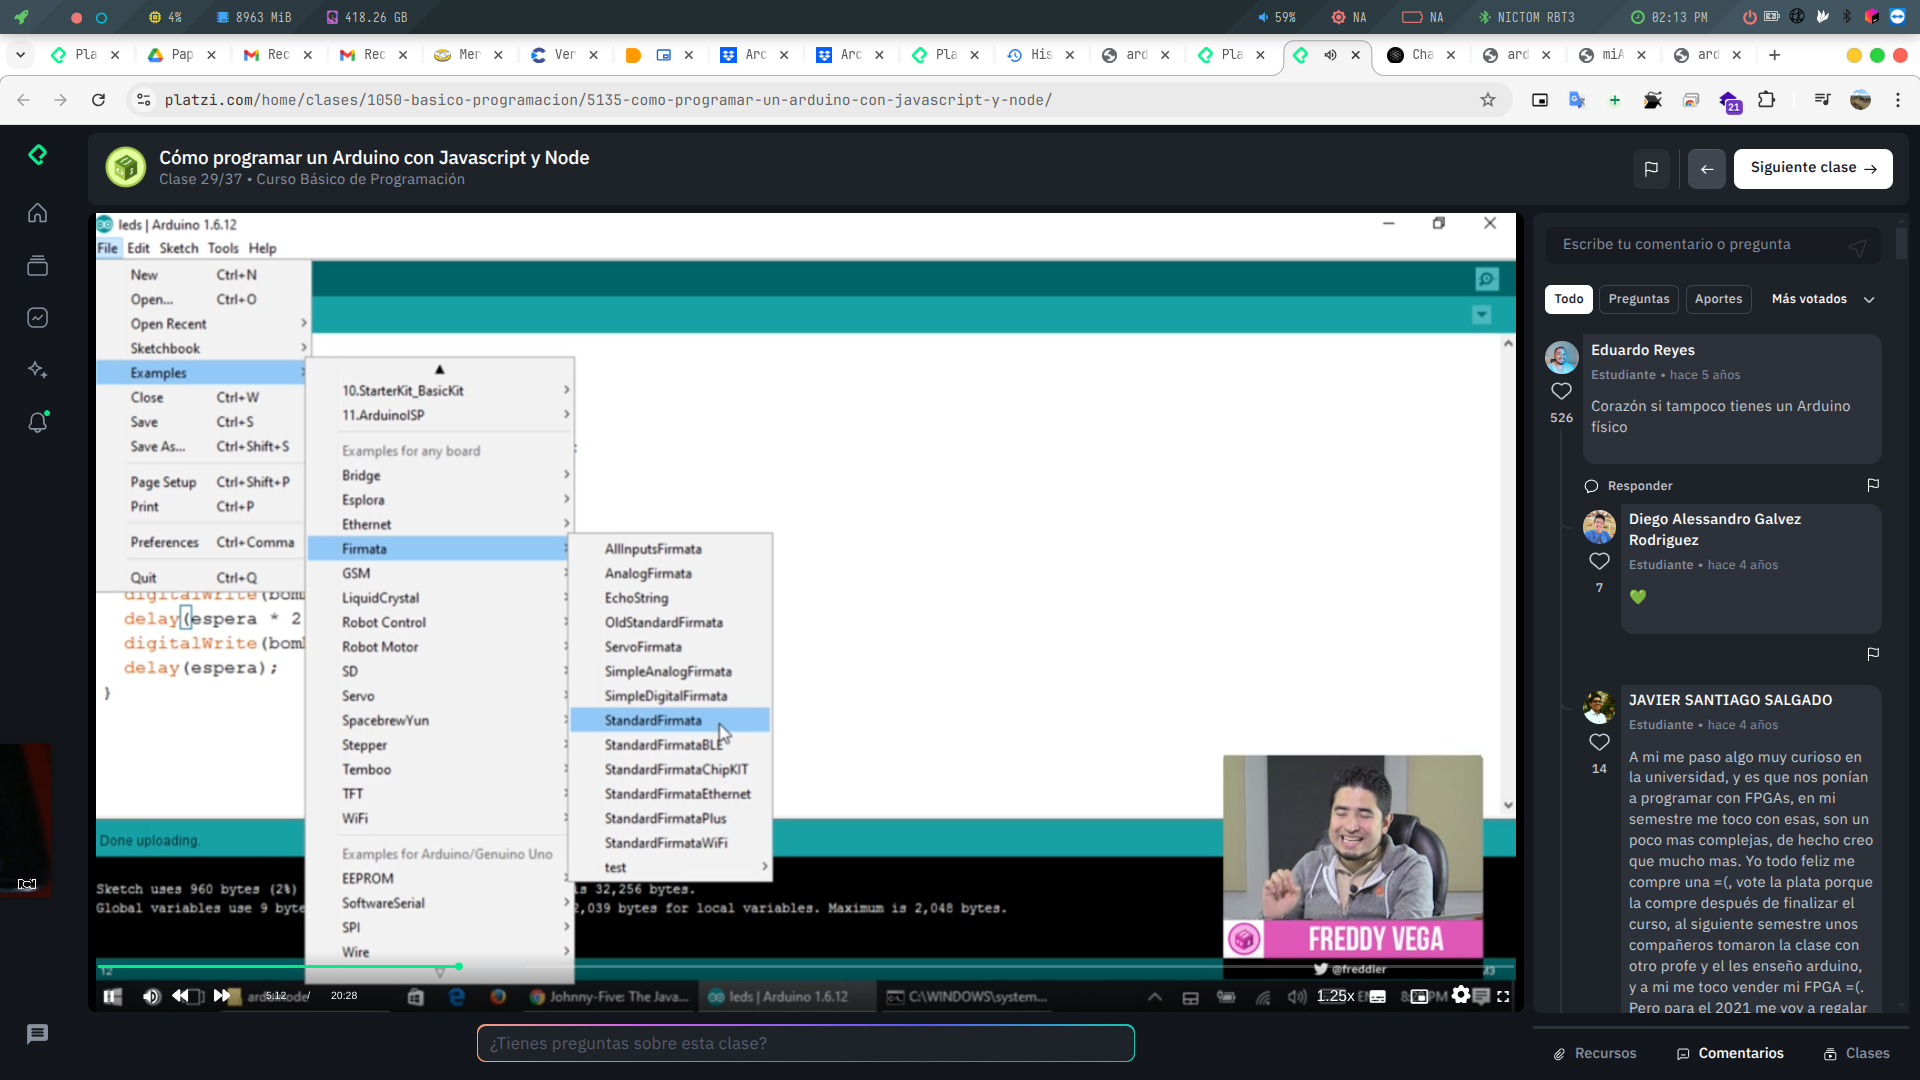 4%
8963 MiB
418.26 GB
59%
NA
NA
NICTOM RBT3
02:13 PM
Pla
Pap
Rec
Rec
Mer
Ver
Arc
Arc
Pla
His
ard
Pla
Cha
ard
miA
ard
platzi.com/home/clases/1050-basico-programacion/5135-como-programar-un-arduino-con-javascript-y-node/
21
Cómo programar un Arduino con Javascript y Node
Clase 29/37 • Curso Básico de Programación
Siguiente clase →
leds | Arduino 1.6.12
File Edit Sketch Tools Help
New Ctrl+N
Open... Ctrl+O
Open Recent
Sketchbook
Examples
Close Ctrl+W
Save Ctrl+S
Save As... Ctrl+Shift+S
Page Setup Ctrl+Shift+P
Print Ctrl+P
Preferences Ctrl+Comma
Quit Ctrl+Q
10.StarterKit_BasicKit
11.ArduinoISP
Examples for any board
Bridge
Esplora
Ethernet
Firmata
GSM
LiquidCrystal
Robot Control
Robot Motor
SD
Servo
SpacebrewYun
Stepper
Temboo
TFT
WiFi
Examples for Arduino/Genuino Uno
EEPROM
SoftwareSerial
SPI
Wire
AllInputsFirmata
AnalogFirmata
EchoString
OldStandardFirmata
ServoFirmata
SimpleAnalogFirmata
SimpleDigitalFirmata
StandardFirmata
StandardFirmataBLE
StandardFirmataChipKIT
StandardFirmataEthernet
StandardFirmataPlus
StandardFirmataWiFi
test
digitalWrite(bom
delay(espera * 2
digitalWrite(bom
delay(espera);
}
Done uploading.
Sketch uses 960 bytes (2%)
is 32,256 bytes.
Global variables use 9 byte
2,039 bytes for local variables. Maximum is 2,048 bytes.
12
FREDDY VEGA
@freddier
5:12 / 20:28
Johnny-Five: The Java...
leds | Arduino 1.6.12
C:\WINDOWS\system...
1.25x
PM
¿Tienes preguntas sobre esta clase?
Escribe tu comentario o pregunta
Todo
Preguntas
Aportes
Más votados
Eduardo Reyes
Estudiante • hace 5 años
526
Corazón si tampoco tienes un Arduino
físico
Responder
Diego Alessandro Galvez
Rodriguez
Estudiante • hace 4 años
7
💚
JAVIER SANTIAGO SALGADO
Estudiante • hace 4 años
14
A mi me paso algo muy curioso en
la universidad, y es que nos ponían
a programar con FPGAs, en mi
semestre me toco con esas, son un
poco mas complejas, de hecho creo
que mucho mas. Yo todo feliz me
compre una =(, vote la plata porque
la compre después de finalizar el
curso, al siguiente semestre unos
compañeros tomaron la clase con
otro profe y el les enseño arduino,
y a mi me toco vender mi FPGA =(.
Pero para el 2021 me voy a regalar
Recursos
Comentarios
Clases